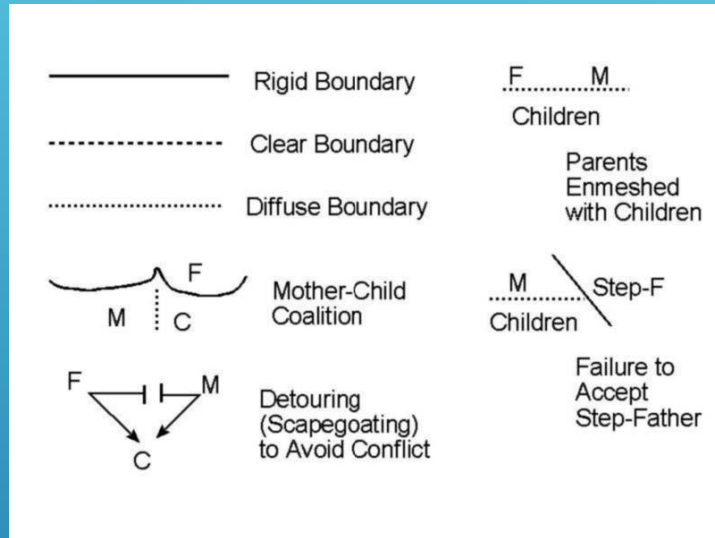 Rigid Boundary
Clear Boundary
Diffuse Boundary
F
M C
Mother-Child
Coalition
F M
C
Detouring
(Scapegoating)
to Avoid Conflict
F M
Children
Parents
Enmeshed
with Children
M Step-F
Children
Failure to
Accept
Step-Father